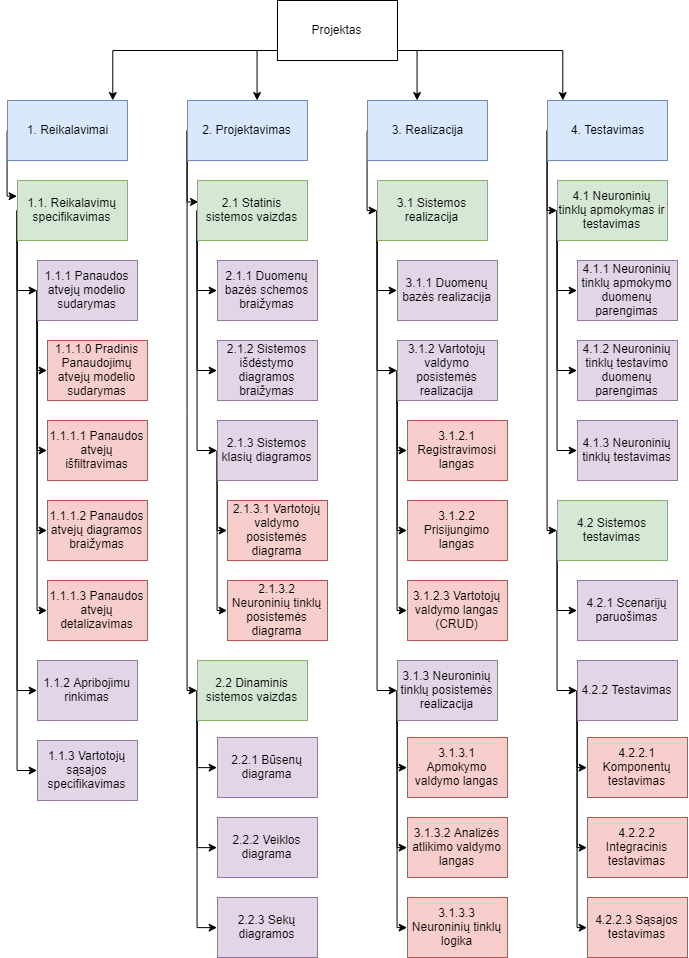 Projektas
1. Reikalavimai
1.1. Reikalavimų
specifikavimas
1.1.1 Panaudos
atvejų modelio
sudarymas
1.1.1.0 Pradinis
Panaudojimų
atvejų modelio
sudarymas
1.1.1.1 Panaudos
atvejų
išfiltravimas
1.1.1.2 Panaudos
atvejų diagramos
braižymas
1.1.1.3 Panaudos
atvejų
detalizavimas
1.1.2 Apribojimu
rinkimas
1.1.3 Vartotojų
sąsajos
specifikavimas
2. Projektavimas
2.1 Statinis
sistemos vaizdas
2.1.1 Duomenų
bazės schemos
braižymas
2.1.2 Sistemos
išdėstymo
diagramos
braižymas
2.1.3 Sistemos
klasių diagramos
2.1.3.1 Vartotojų
valdymo
posistemės
diagrama
2.1.3.2
Neuroninių tinklų
posistemės
diagrama
2.2 Dinaminis
sistemos vaizdas
2.2.1 Būsenų
diagrama
2.2.2 Veiklos
diagrama
2.2.3 Sekų
diagramos
3. Realizacija
3.1 Sistemos
realizacija
3.1.1 Duomenų
bazės realizacija
3.1.2 Vartotojų
valdymo
posistemės
realizacija
3.1.2.1
Registravimosi
langas
3.1.2.2
Prisijungimo
langas
3.1.2.3 Vartotojų
valdymo langas
(CRUD)
3.1.3 Neuroninių
tinklų posistemės
realizacija
3.1.3.1
Apmokymo
valdymo langas
3.1.3.2 Analizės
atlikimo valdymo
langas
3.1.3.3
Neuroninių tinklų
logika
4. Testavimas
4.1 Neuroninių
tinklų apmokymas ir
testavimas
4.1.1 Neuroninių
tinklų apmokymo
duomenų
parengimas
4.1.2 Neuroninių
tinklų testavimo
duomenų
parengimas
4.1.3 Neuroninių
tinklų testavimas
4.2 Sistemos
testavimas
4.2.1 Scenarijų
paruošimas
4.2.2 Testavimas
4.2.2.1
Komponentų
testavimas
4.2.2.2
Integracinis
testavimas
4.2.2.3 Sąsajos
testavimas